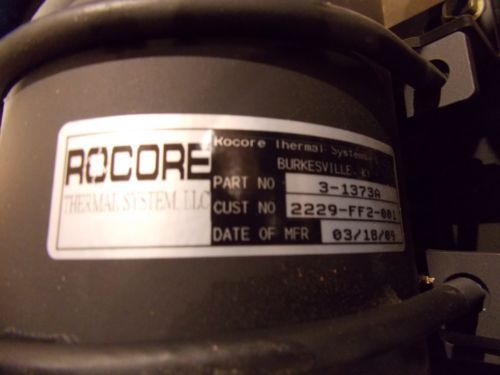 ROCORE
THERMAL SYSTEM, LLC
Rocore Thermal Systems
BURKESVILLE, KY
PART NO 3-1373A
CUST NO 2229-FF2-001
DATE OF MFR 03/18/09